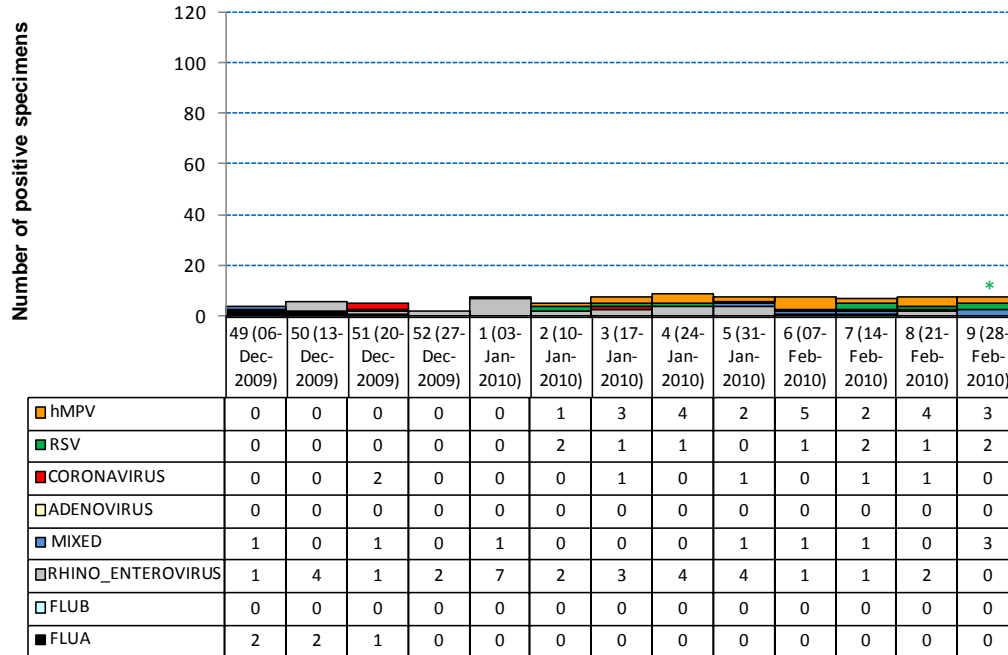 Number of positive specimens
120
100
80
60
40
20
0
*
49 (06-Dec-2009) 50 (13-Dec-2009) 51 (20-Dec-2009) 52 (27-Dec-2009) 1 (03-Jan-2010) 2 (10-Jan-2010) 3 (17-Jan-2010) 4 (24-Jan-2010) 5 (31-Jan-2010) 6 (07-Feb-2010) 7 (14-Feb-2010) 8 (21-Feb-2010) 9 (28-Feb-2010)
hMPV 0 0 0 0 0 1 3 4 2 5 2 4 3
RSV 0 0 0 0 0 2 1 1 0 1 2 1 2
CORONAVIRUS 0 0 2 0 0 0 1 0 1 0 1 1 0
ADENOVIRUS 0 0 0 0 0 0 0 0 0 0 0 0 0
MIXED 1 0 1 0 1 0 0 0 1 1 1 0 3
RHINO_ENTEROVIRUS 1 4 1 2 7 2 3 4 4 1 1 2 0
FLUB 0 0 0 0 0 0 0 0 0 0 0 0 0
FLUA 2 2 1 0 0 0 0 0 0 0 0 0 0